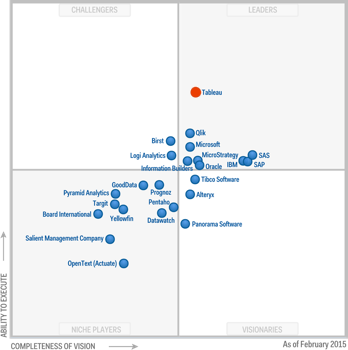 CHALLENGERS
LEADERS
Tableau
Qlik
Birst
Microsoft
Logi Analytics
MicroStrategy
SAS
IBM
SAP
Information Builders
Oracle
Tibco Software
GoodData
Prognoz
Pyramid Analytics
Alteryx
Targit
Pentaho
Yellowfin
Board International
Datawatch
Panorama Software
Salient Management Company
OpenText (Actuate)
NICHE PLAYERS
VISIONARIES
ABILITY TO EXECUTE
COMPLETENESS OF VISION
As of February 2015